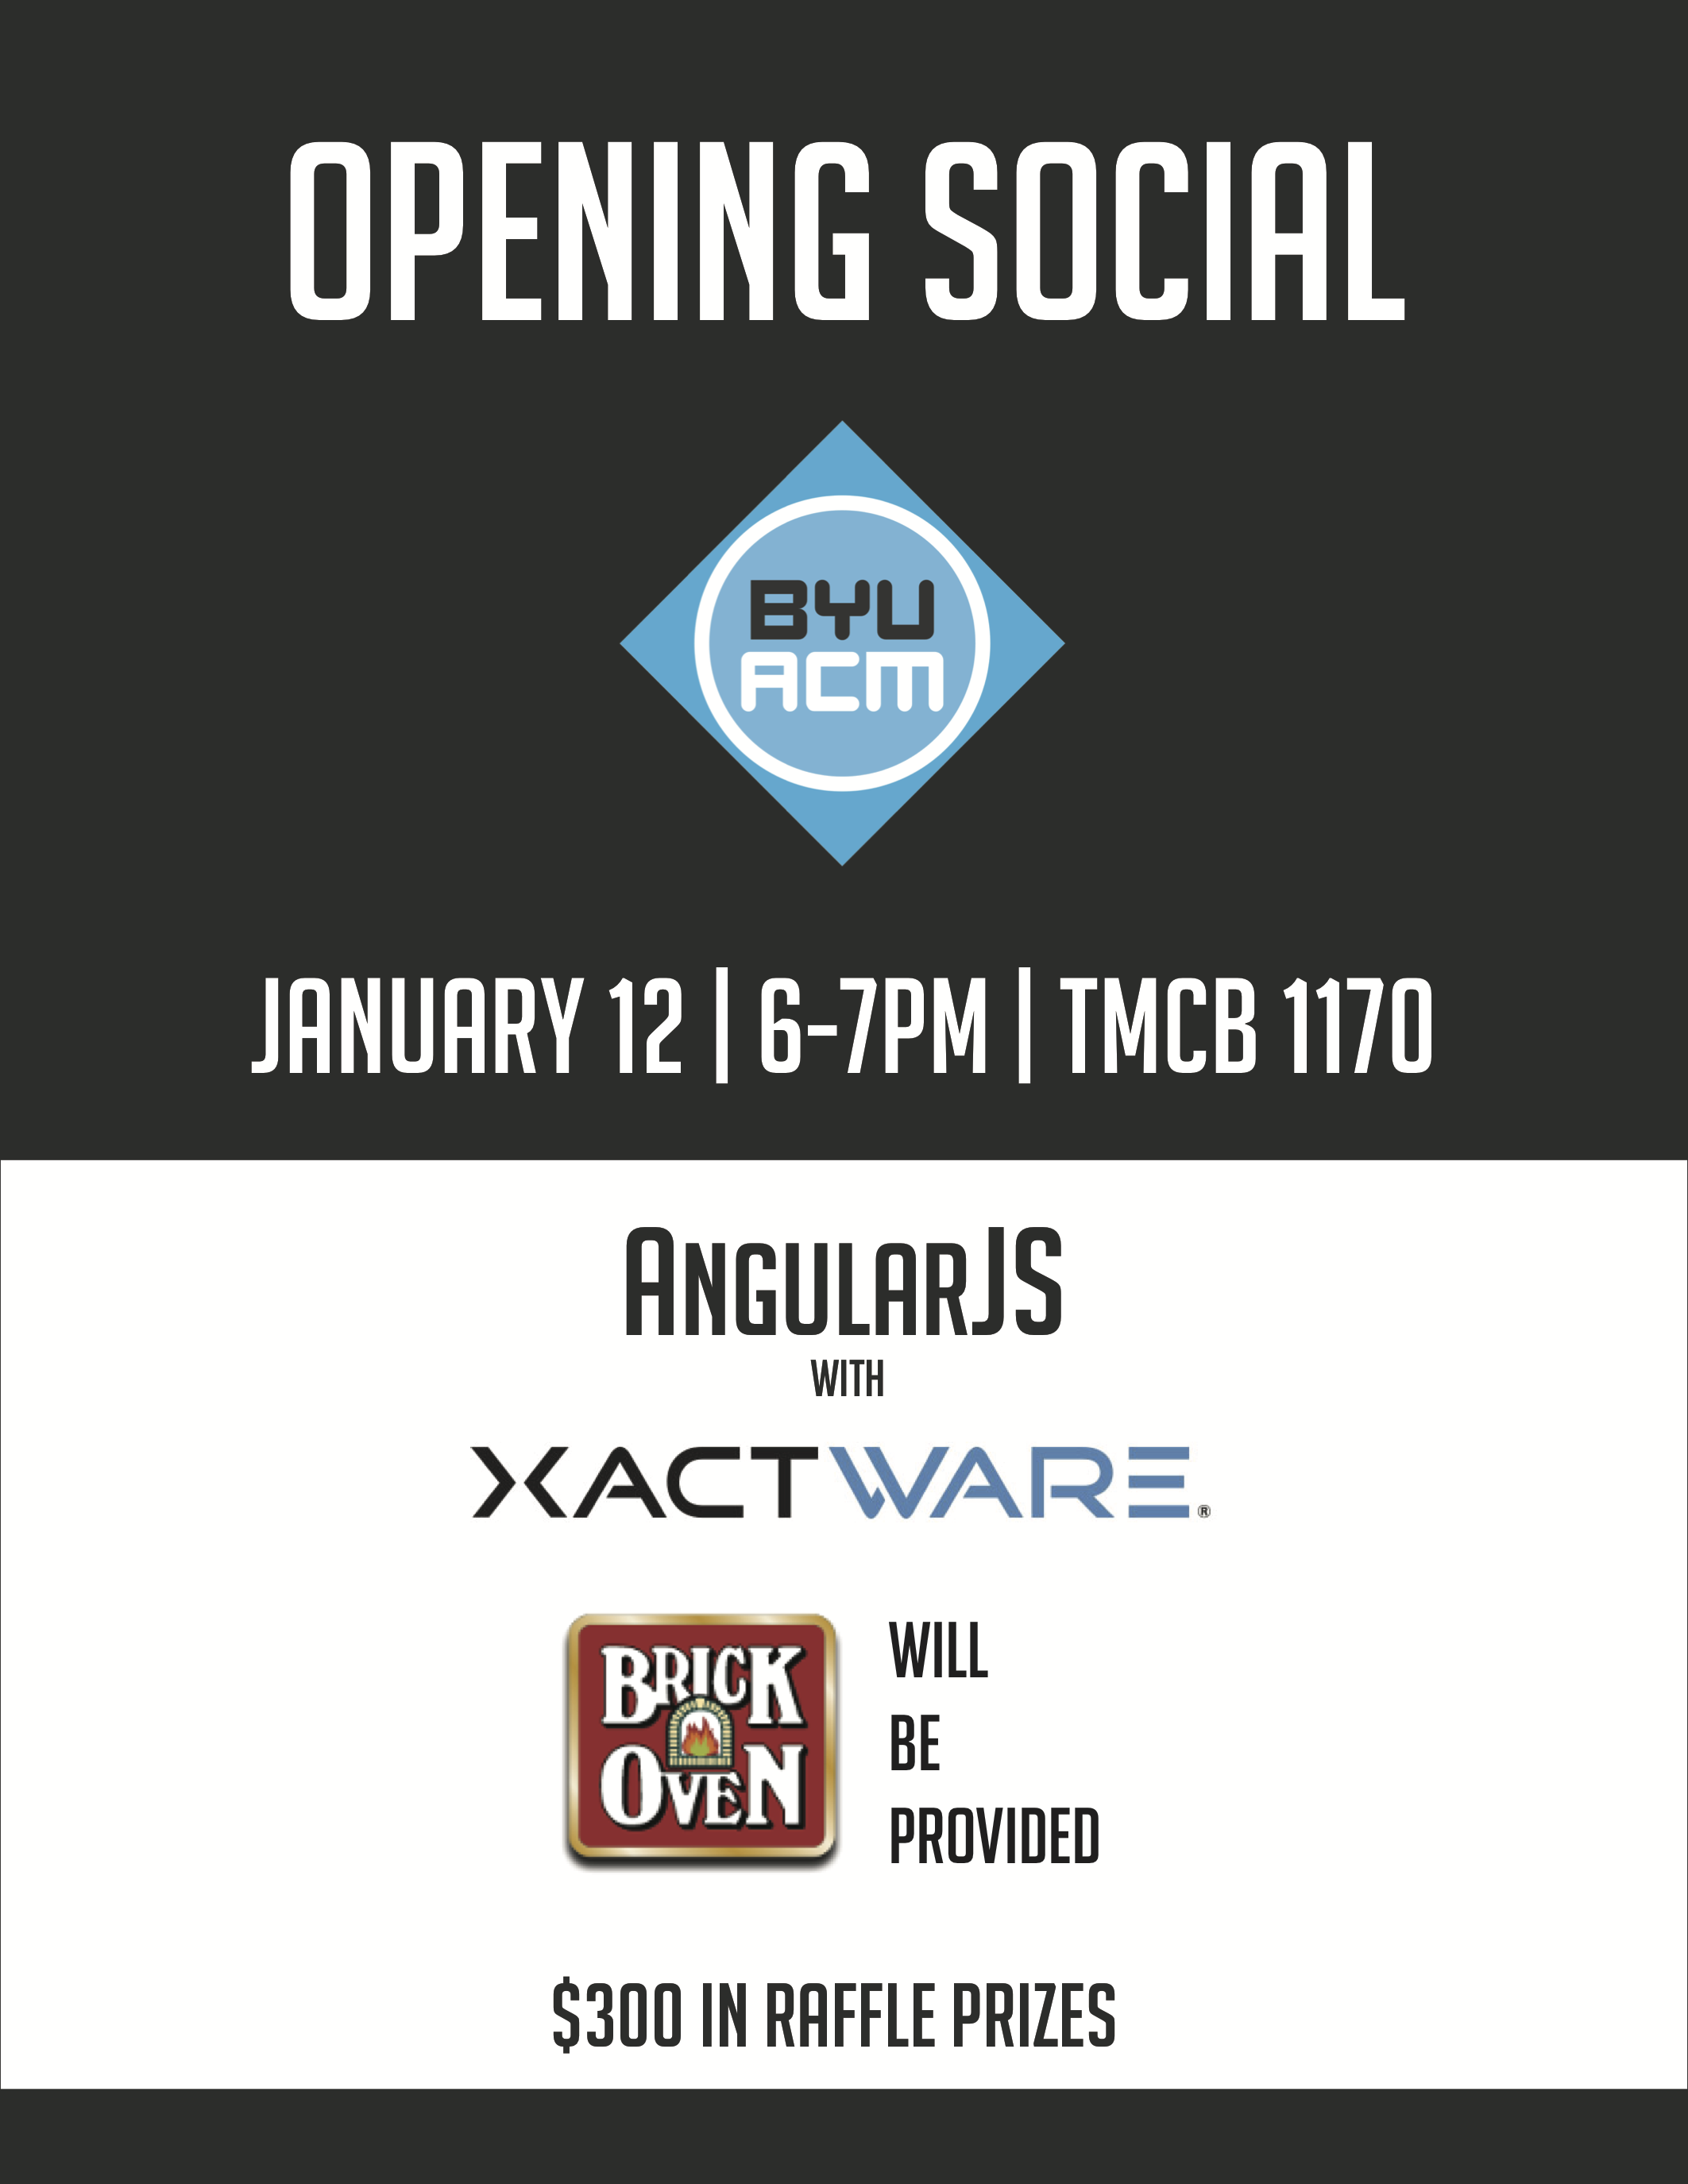 OPENING SOCIAL
BYU
ACM
JANUARY 12 | 6-7PM | TMCB 1170
ANGULARJS
WITH
XACTWARE®
BRICK
OVEN
WILL
BE
PROVIDED
$300 IN RAFFLE PRIZES